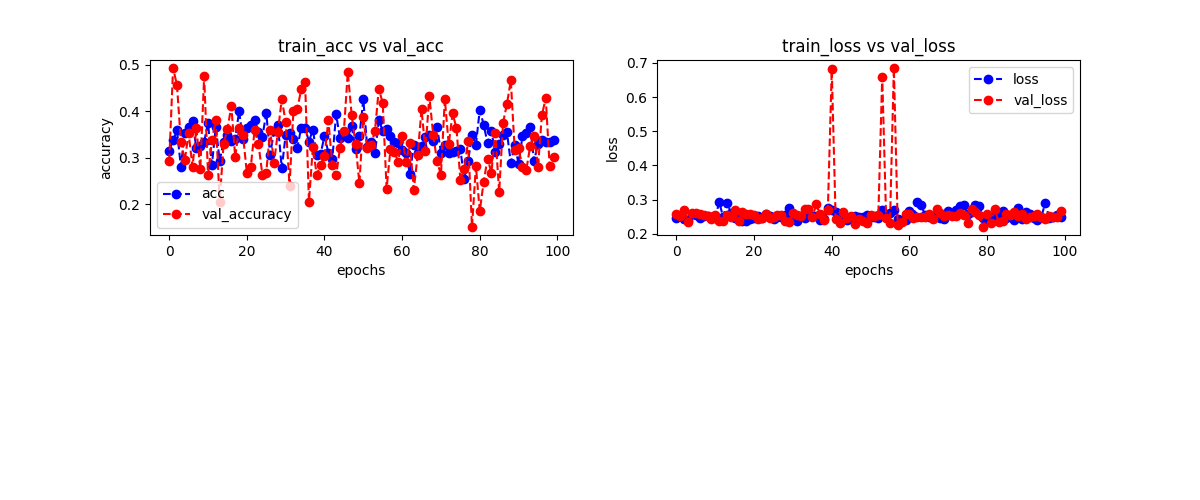 train_acc vs val_acc
accuracy
0.5
0.4
0.3
0.2
acc
val_accuracy
0 20 40 60 80 100
epochs
train_loss vs val_loss
loss
0.7
0.6
0.5
0.4
0.3
0.2
loss
val_loss
0 20 40 60 80 100
epochs